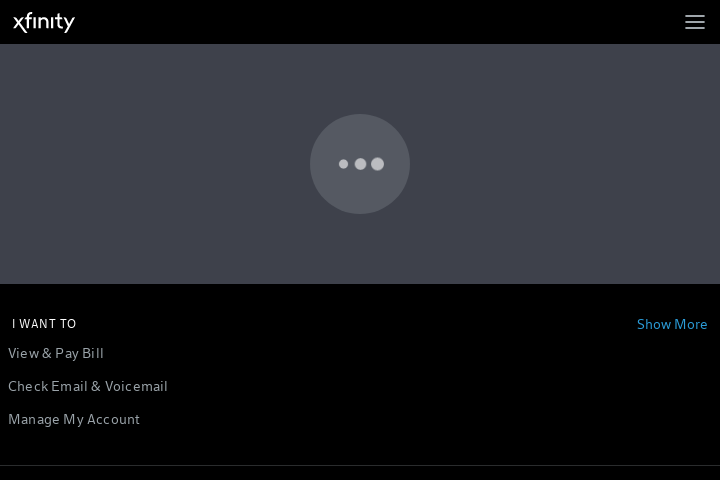 xfinity
I WANT TO
Show More
View & Pay Bill
Check Email & Voicemail
Manage My Account